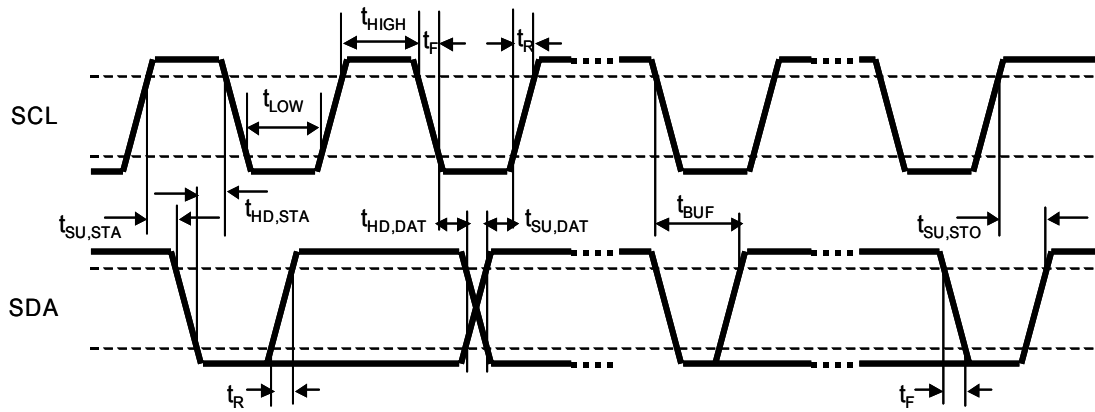 tHIGH tF tR
SCL
tLOW
tSU,STA tHD,STA tHD,DAT tSU,DAT tBUF tSU,STO
SDA
tR tF